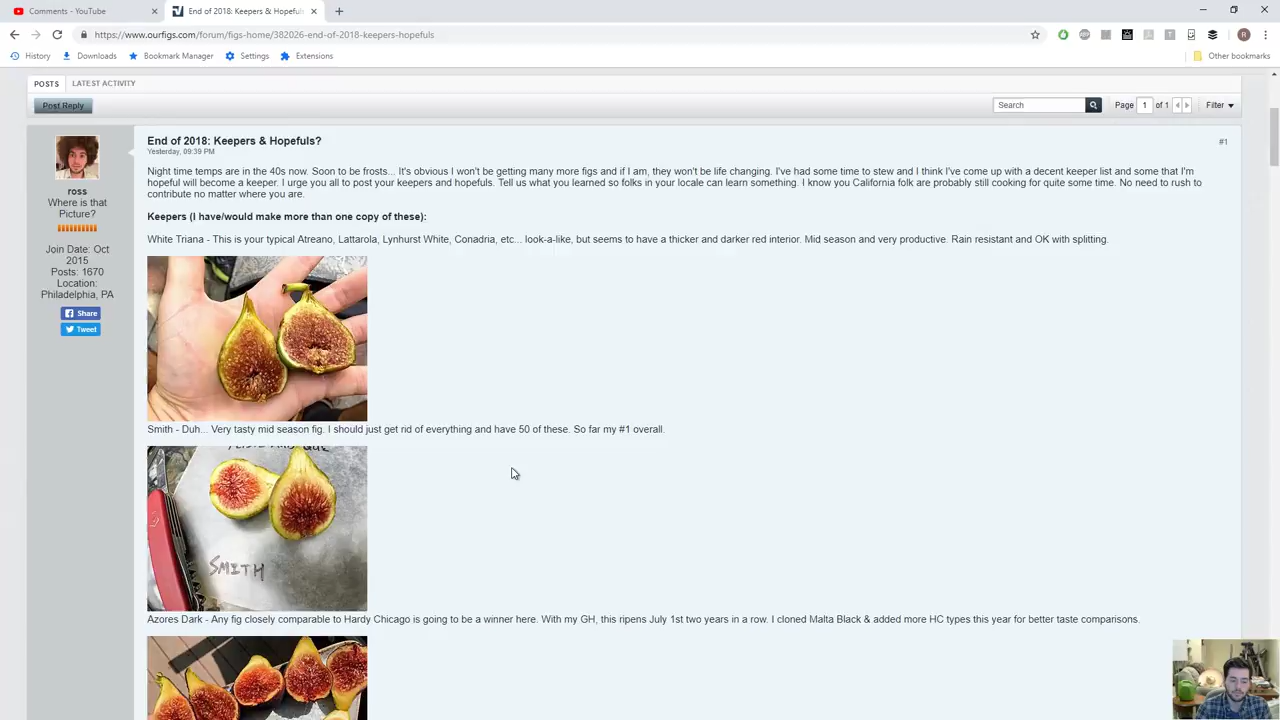 Comments - YouTube
End of 2018: Keepers & Hopefuls
https://www.ourfigs.com/forum/figs-home/382026-end-of-2018-keepers-hopefuls
History
Downloads
Bookmark Manager
Settings
Extensions
Other bookmarks
POSTS
LATEST ACTIVITY
Post Reply
Search
Page 1 of 1
Filter
End of 2018: Keepers & Hopefuls?
#1
Yesterday, 09:39 PM
ross
Where is that
Picture?
Join Date: Oct
2015
Posts: 1670
Location:
Philadelphia, PA
Share
Tweet
Night time temps are in the 40s now. Soon to be frosts... It's obvious I won't be getting many more figs and if I am, they won't be life changing. I've had some time to stew and I think I've come up with a decent keeper list and some that I'm
hopeful will become a keeper. I urge you all to post your keepers and hopefuls. Tell us what you learned so folks in your locale can learn something. I know you California folk are probably still cooking for quite some time. No need to rush to
contribute no matter where you are.
Keepers (I have/would make more than one copy of these):
White Triana - This is your typical Atreano, Lattarola, Lynhurst White, Conadria, etc... look-a-like, but seems to have a thicker and darker red interior. Mid season and very productive. Rain resistant and OK with splitting.
Smith - Duh... Very tasty mid season fig. I should just get rid of everything and have 50 of these. So far my #1 overall.
SMITH
Azores Dark - Any fig closely comparable to Hardy Chicago is going to be a winner here. With my GH, this ripens July 1st two years in a row. I cloned Malta Black & added more HC types this year for better taste comparisons.